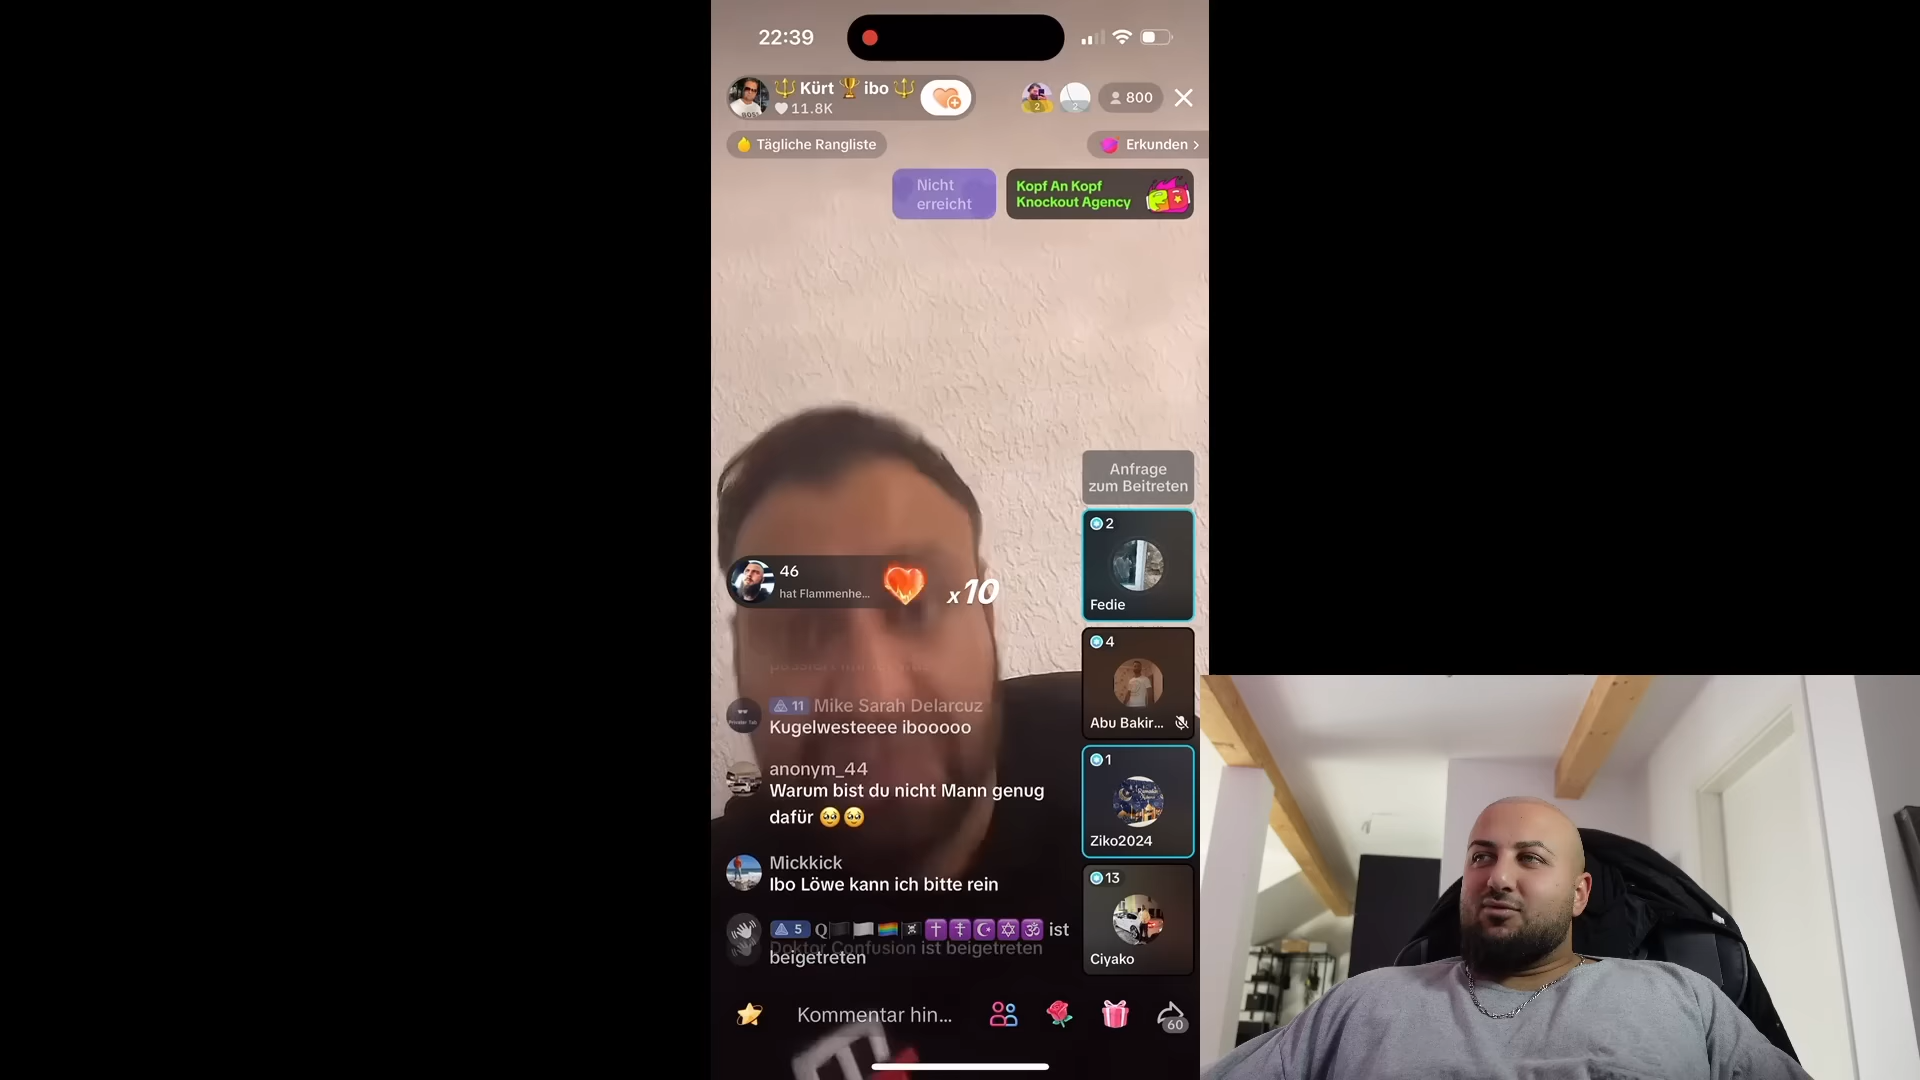 22:39
🔱 Kürt 🏆 ibo 🔱
11.8K
2
2
800
Tägliche Rangliste
Erkunden >
Nicht
erreicht
Kopf An Kopf
Knockout Agency
Anfrage
zum Beitreten
2
Fedie
46
hat Flammenhe...
x10
4
Abu Bakir...
11 Mike Sarah Delarcuz
Kugelwesteeee ibooooo
anonym_44
Warum bist du nicht Mann genug
dafür 🥹🥹
1
Ziko2024
Mickkick
Ibo Löwe kann ich bitte rein
13
Ciyako
5 Q🏴🏳️🏳️‍🌈🏴‍☠️✝️☦️☪️✡️🕉️ ist
beigetreten
Doktor Confusion ist beigetreten
Kommentar hin...
60